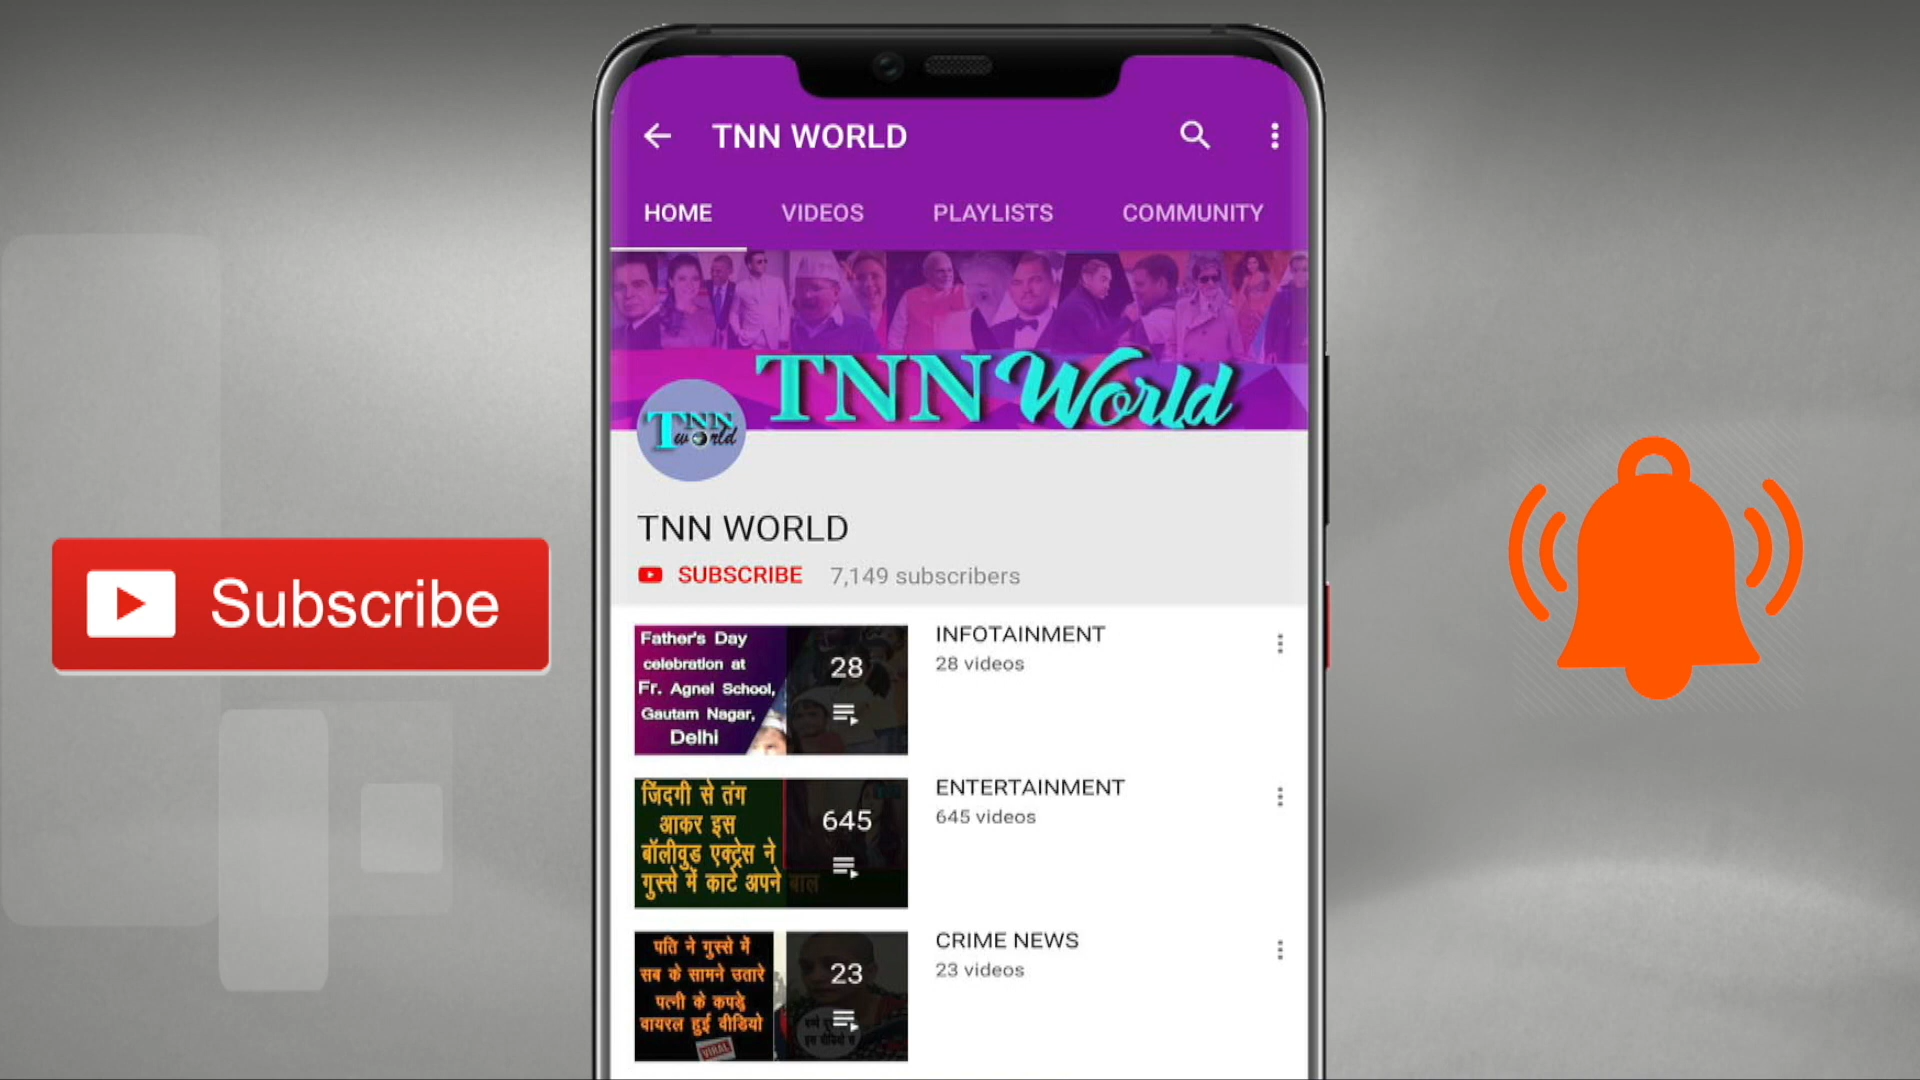 TNN WORLD
HOME
VIDEOS
PLAYLISTS
COMMUNITY
TNN World
TNN
world
TNN WORLD
SUBSCRIBE
7,149 subscribers
Subscribe
Father's Day
celebration at
Fr. Agnel School,
Gautam Nagar,
Delhi
28
INFOTAINMENT
28 videos
जिंदगी से तंग
आकर इस
बॉलीवुड एक्ट्रेस ने
गुस्से में काटे अपने बाल
645
ENTERTAINMENT
645 videos
पति ने गुस्से में
सब के सामने उतारे
पत्नी के कपड़े
वायरल हुई वीडियो
VIRAL
23
CRIME NEWS
23 videos